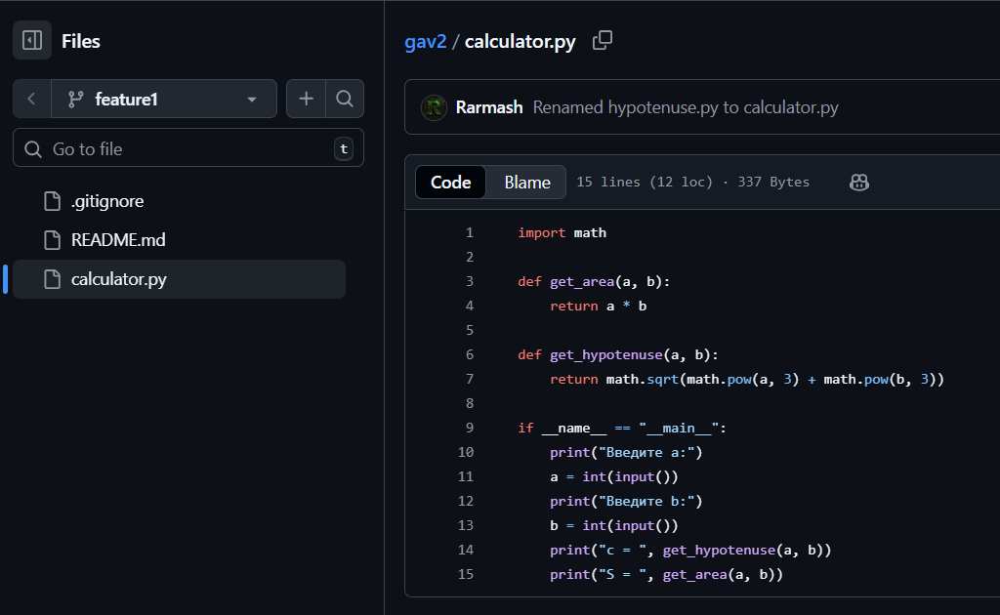 Files
feature1
Go to file
t
.gitignore
README.md
calculator.py
gav2 / calculator.py
Rarmash Renamed hypotenuse.py to calculator.py
Code Blame 15 lines (12 loc) · 337 Bytes
1 import math
2
3 def get_area(a, b):
4     return a * b
5
6 def get_hypotenuse(a, b):
7     return math.sqrt(math.pow(a, 3) + math.pow(b, 3))
8
9 if __name__ == "__main__":
10     print("Введите a:")
11     a = int(input())
12     print("Введите b:")
13     b = int(input())
14     print("c = ", get_hypotenuse(a, b))
15     print("S = ", get_area(a, b))